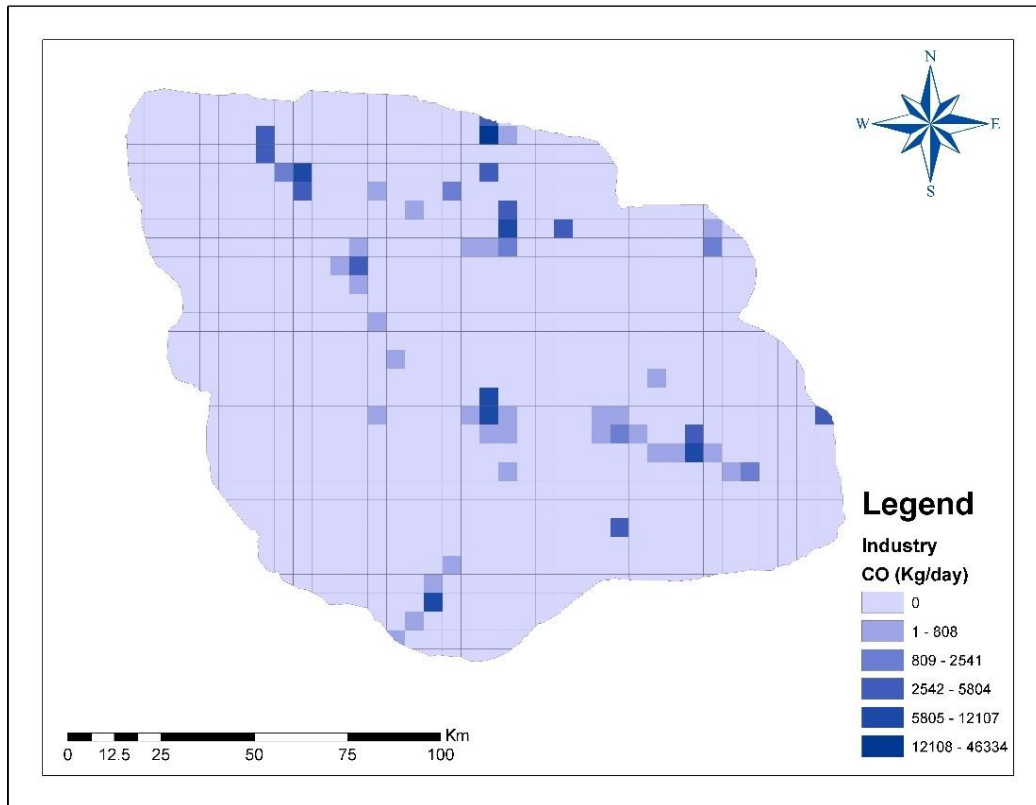 N
W E
S
Legend
Industry
CO (Kg/day)
0
1 - 808
809 - 2541
2542 - 5804
5805 - 12107
12108 - 46334
Km
0 12.5 25 50 75 100